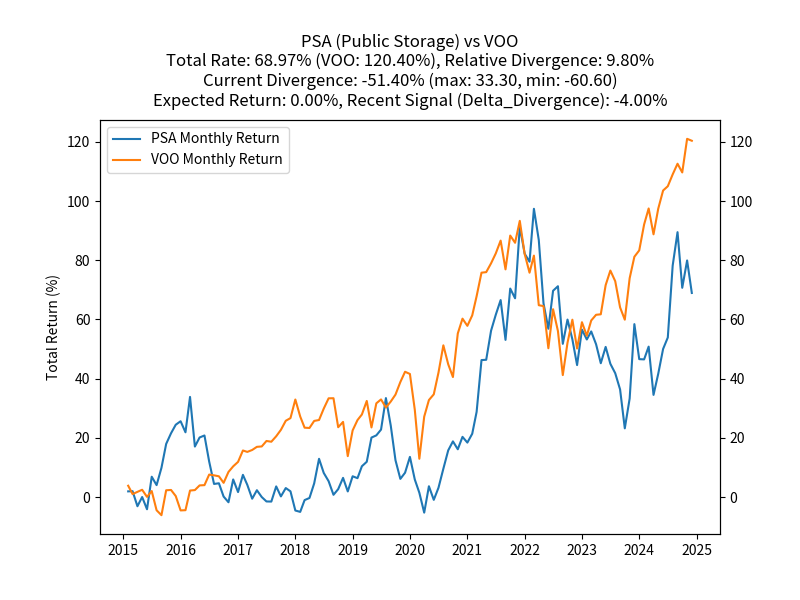 PSA (Public Storage) vs VOO
Total Rate: 68.97% (VOO: 120.40%), Relative Divergence: 9.80%
Current Divergence: -51.40% (max: 33.30, min: -60.60)
Expected Return: 0.00%, Recent Signal (Delta_Divergence): -4.00%
PSA Monthly Return
VOO Monthly Return
Total Return (%)
120
100
80
60
40
20
0
120
100
80
60
40
20
0
2015 2016 2017 2018 2019 2020 2021 2022 2023 2024 2025